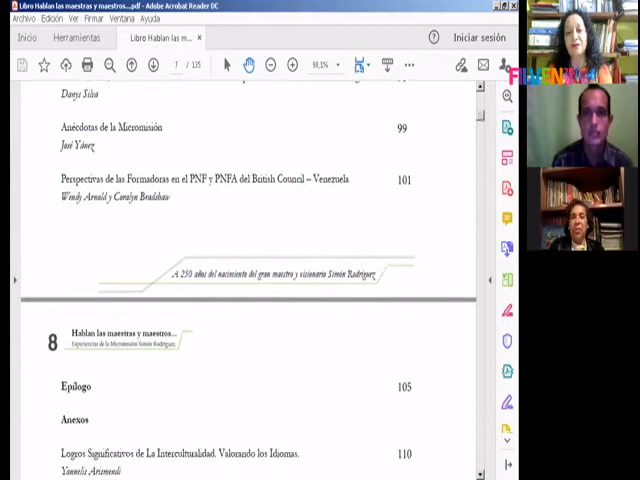 Libro Hablan las maestras y maestros...pdf - Adobe Acrobat Reader DC
Archivo Edición Ver Firmar Ventana Ayuda
Inicio Herramientas Libro Hablan las m... × Iniciar sesión
7 / 135 98,1%
Danys Silva
Anécdotas de la Micromisión 99
José Yánez
Perspectivas de las Formadoras en el PNF y PNFA del British Council – Venezuela 101
Wendy Arnold y Coralyn Bradshaw
A 250 años del nacimiento del gran maestro y visionario Simón Rodríguez
8 Hablan las maestras y maestros...
Experiencias de la Micromisión Simón Rodríguez.
Epílogo 105
Anexos
Logros Significativos de La Interculturalidad. Valorando los Idiomas. 110
Yannelis Arismendi